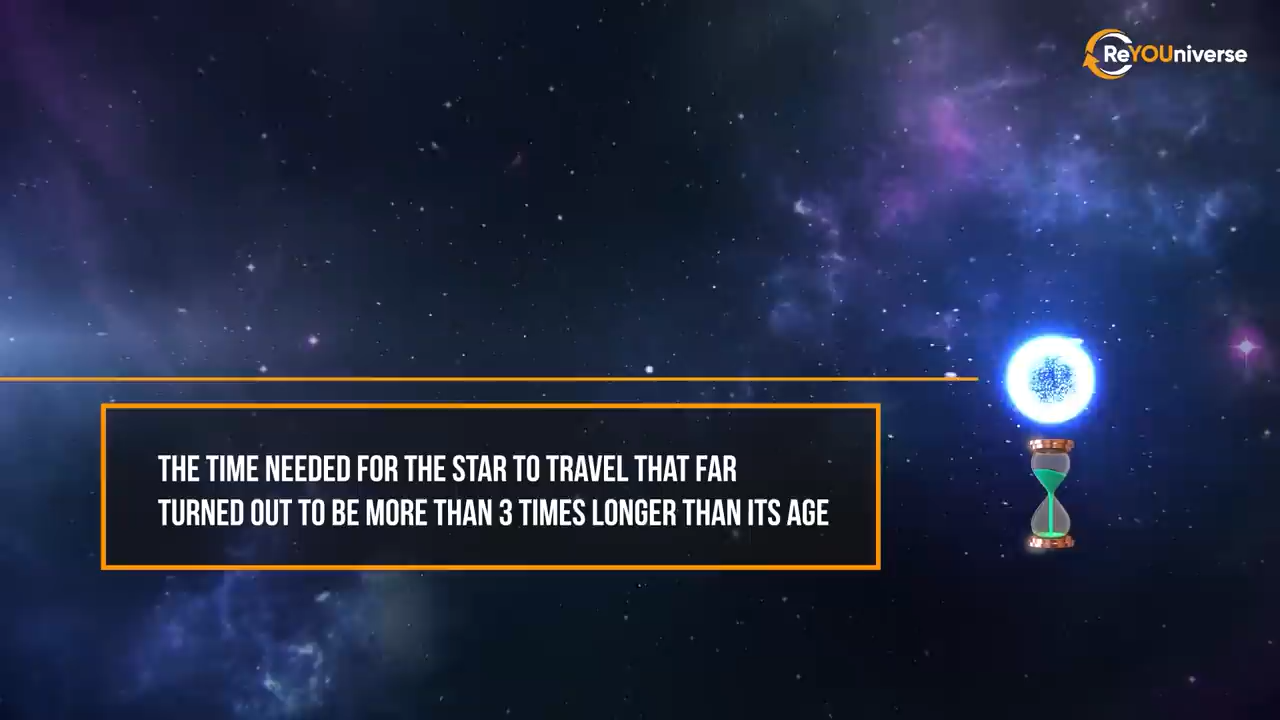 ReYOUniverse
THE TIME NEEDED FOR THE STAR TO TRAVEL THAT FAR
TURNED OUT TO BE MORE THAN 3 TIMES LONGER THAN ITS AGE